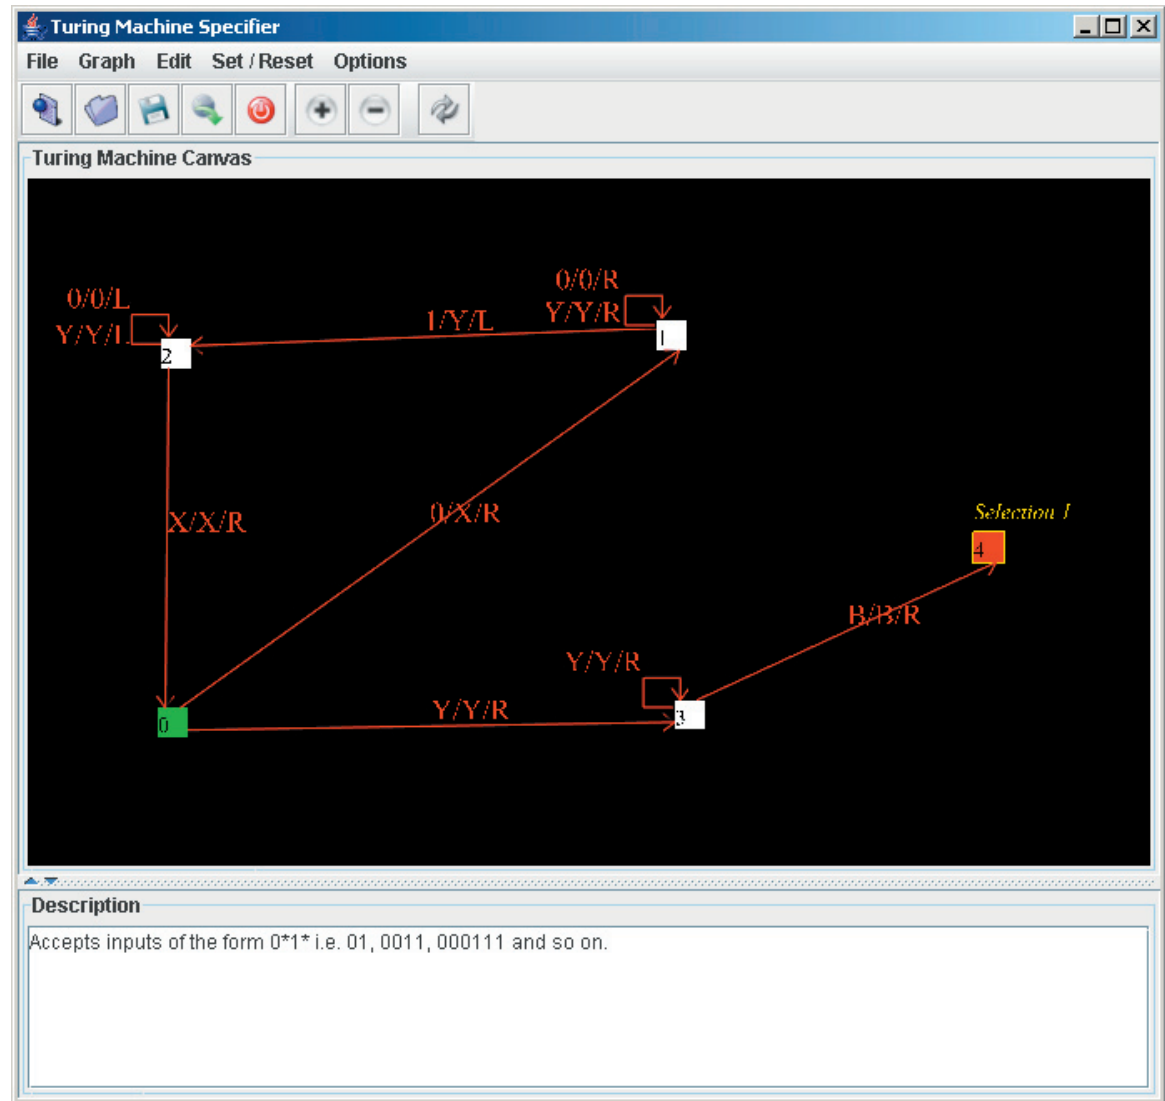 Turing Machine Specifier
File Graph Edit Set / Reset Options
Turing Machine Canvas
0/0/R
0/0/L
Y/Y/R
1/Y/L
Y/Y/L
1
2
X/X/R
0/X/R
Selection 1
4
B/B/R
Y/Y/R
Y/Y/R
3
0
Description
Accepts inputs of the form 0*1* i.e. 01, 0011, 000111 and so on.